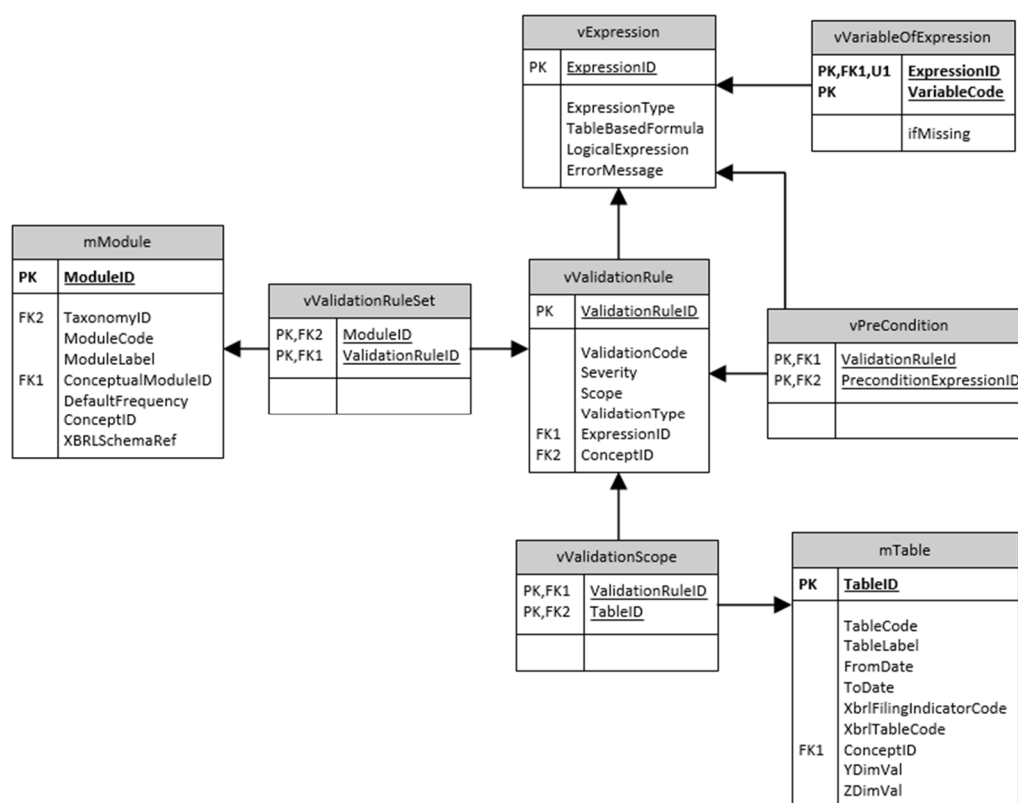 vExpression
PK ExpressionID
ExpressionType
TableBasedFormula
LogicalExpression
ErrorMessage
vVariableOfExpression
PK,FK1,U1 ExpressionID
PK VariableCode
ifMissing
mModule
PK ModuleID
FK2 TaxonomyID
ModuleCode
ModuleLabel
FK1 ConceptualModuleID
DefaultFrequency
ConceptID
XBRLSchemaRef
vValidationRuleSet
PK,FK2 ModuleID
PK,FK1 ValidationRuleID
vValidationRule
PK ValidationRuleID
ValidationCode
Severity
Scope
ValidationType
FK1 ExpressionID
FK2 ConceptID
vPreCondition
PK,FK1 ValidationRuleId
PK,FK2 PreconditionExpressionID
vValidationScope
PK,FK1 ValidationRuleID
PK,FK2 TableID
mTable
PK TableID
TableCode
TableLabel
FromDate
ToDate
XbrlFilingIndicatorCode
XbrlTableCode
FK1 ConceptID
YDimVal
ZDimVal